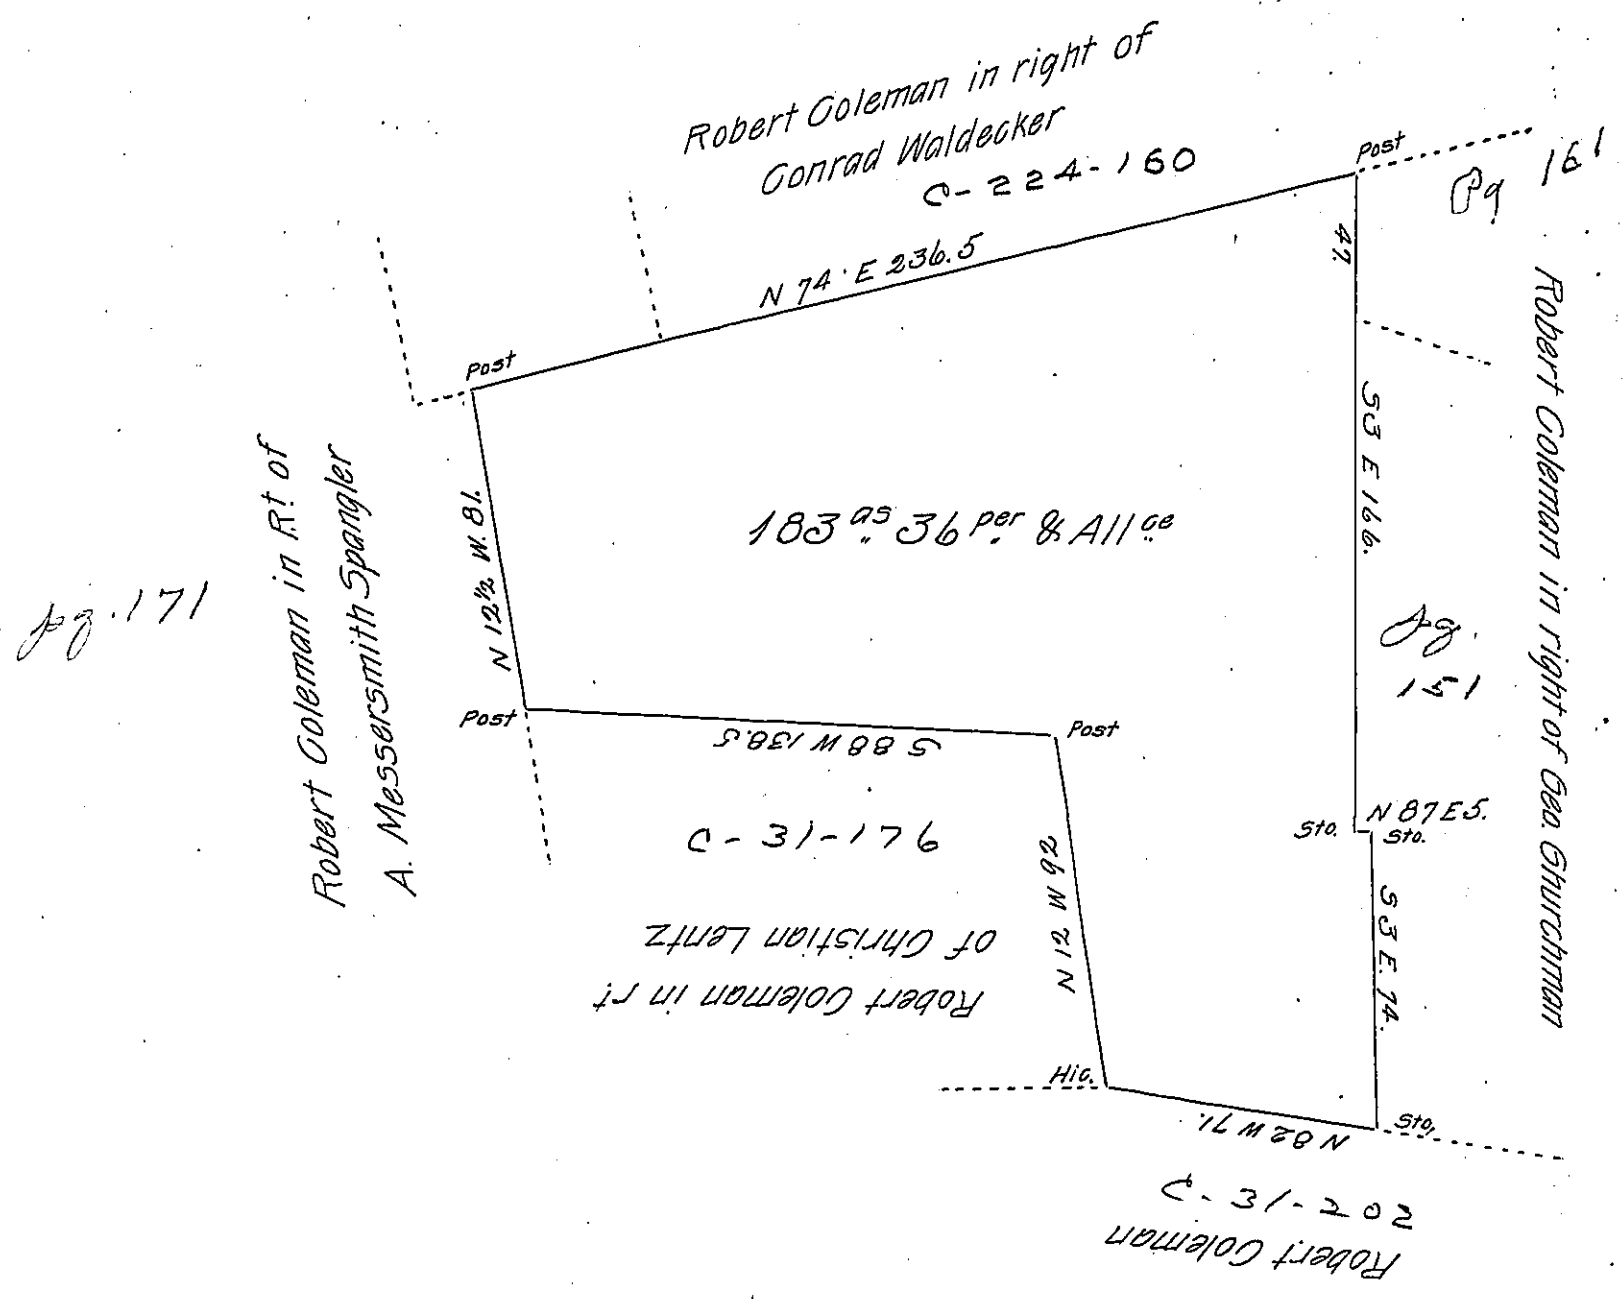 Robert Coleman in right of
Conrad Waldecker
C-224-160
Post
Pg 161
N 74° E 236.5
47.
Post
Robert Coleman in right of Geo. Churchman
S3 E 166.
Robert Coleman in Rt of
A. Messersmith Spangler
pg. 171
N 12½ W. 81.
183 as 36 per & Allce
pg.
151
Post
S 88 W 138.5
Post
N 87 E 5.
Sto.
Sto.
C-31-176
N 12 W 92
S 3 E. 74.
Robert Coleman in rt
of Christian Lentz
Hic.
N 82 W 71.
Sto.
Robert Coleman
C-31-202